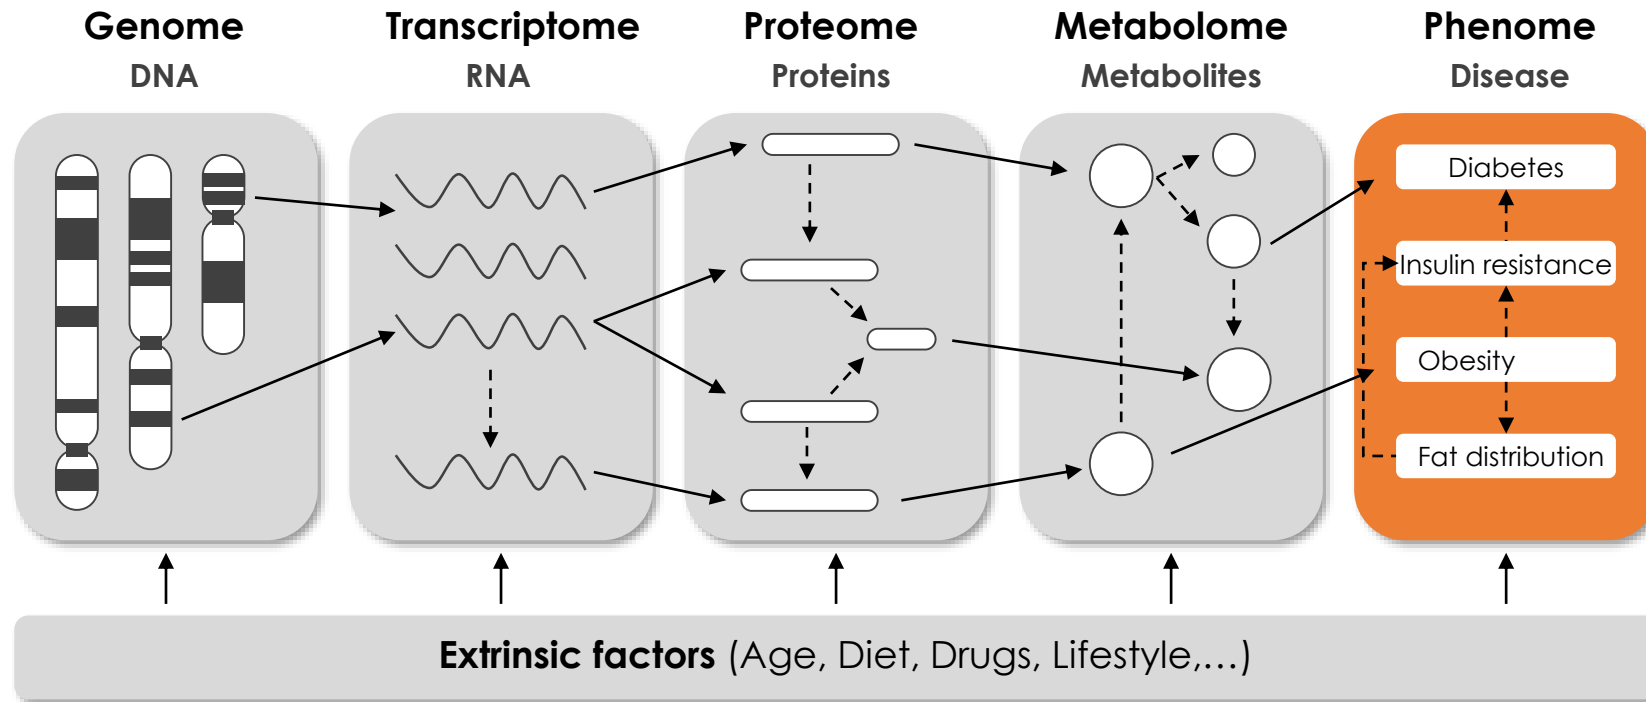 Genome
DNA
Transcriptome
RNA
Proteome
Proteins
Metabolome
Metabolites
Phenome
Disease
Diabetes
Insulin resistance
Obesity
Fat distribution
Extrinsic factors (Age, Diet, Drugs, Lifestyle,...)